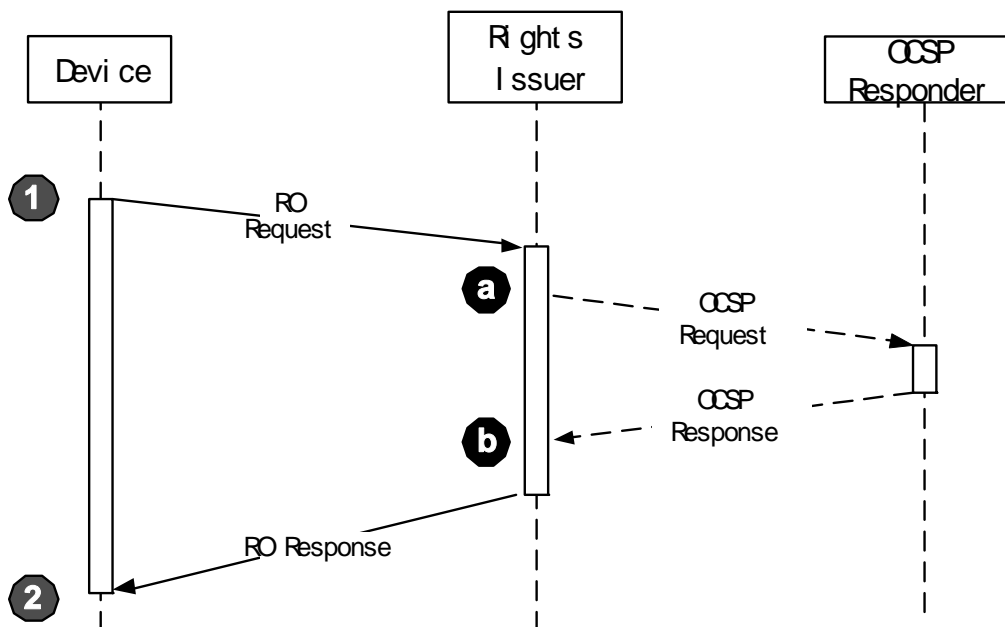 Device
Rights
Issuer
OCSP
Responder
1
RO
Request
a
OCSP
Request
OCSP
Response
b
RO Response
2